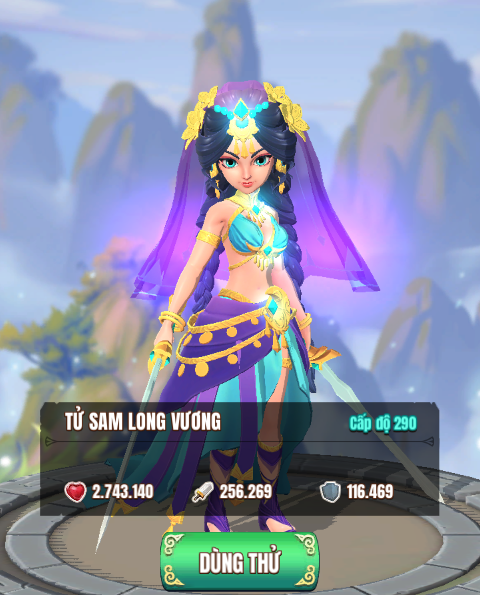 TỬ SAM LONG VƯƠNG
Cấp độ 290
2.743.140 256.269 116.469
DÙNG THỬ